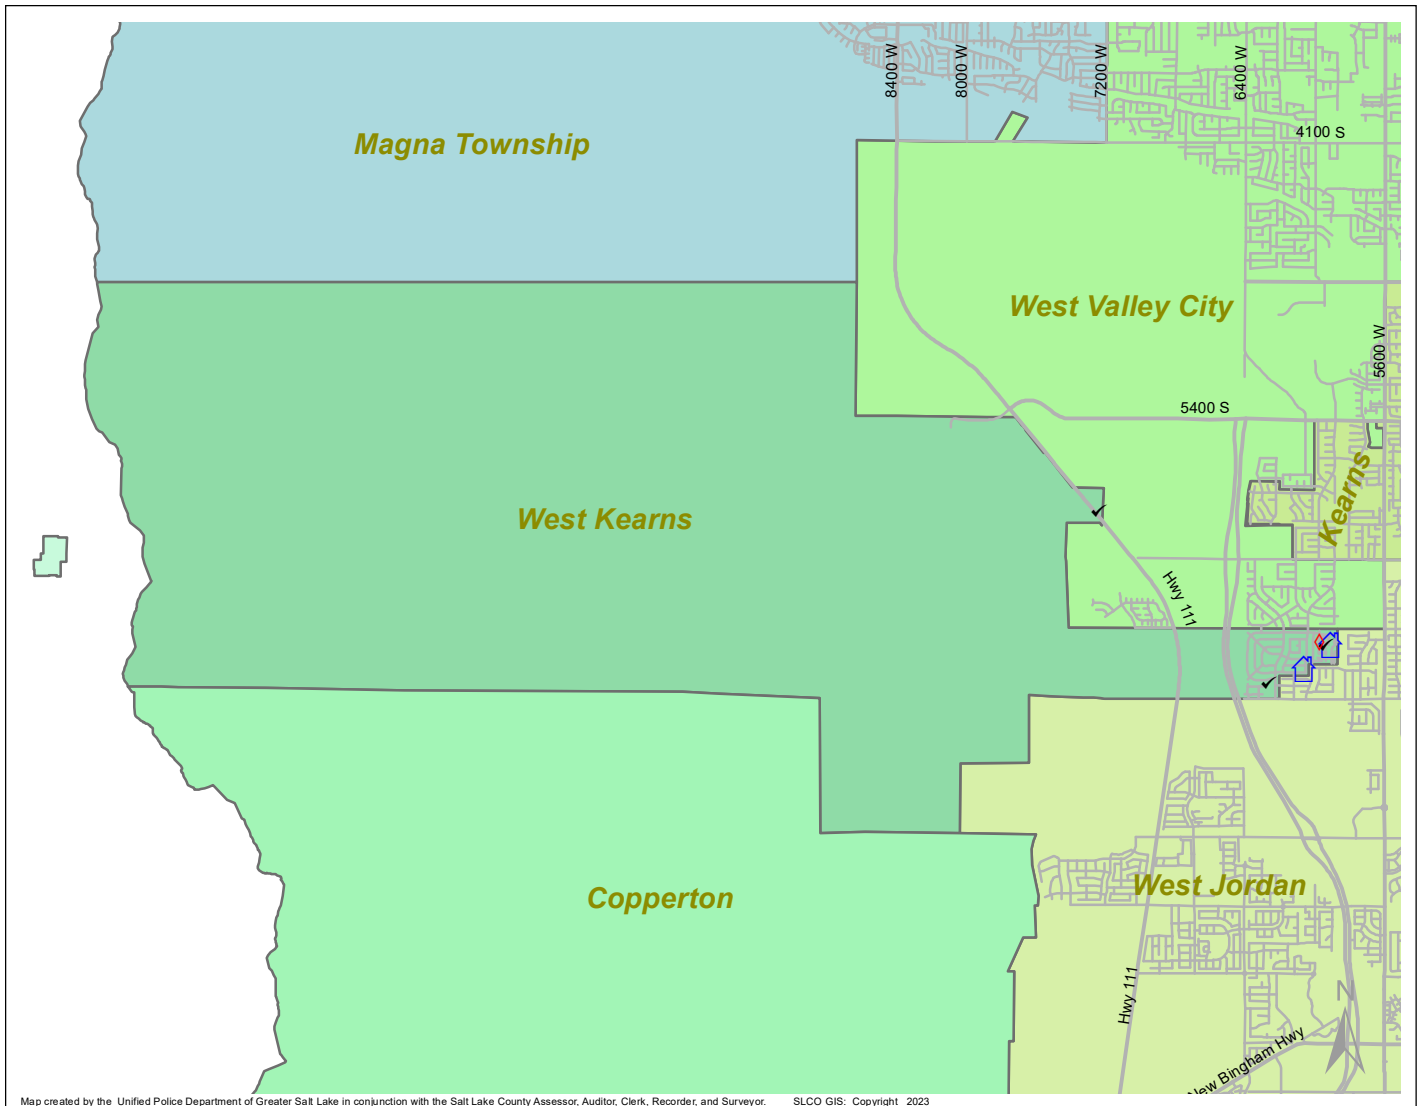 8400 W
8000 W
7200 W
6400 W
4100 S
Magna Township
West Valley City
5600 W
5400 S
Kearns
West Kearns
Hwy 111
West Jordan
Copperton
Hwy 111
N
New Bingham Hwy
Map created by the Unified Police Department of Greater Salt Lake in conjunction with the Salt Lake County Assessor, Auditor, Clerk, Recorder, and Surveyor. SLCO GIS: Copyright 2023